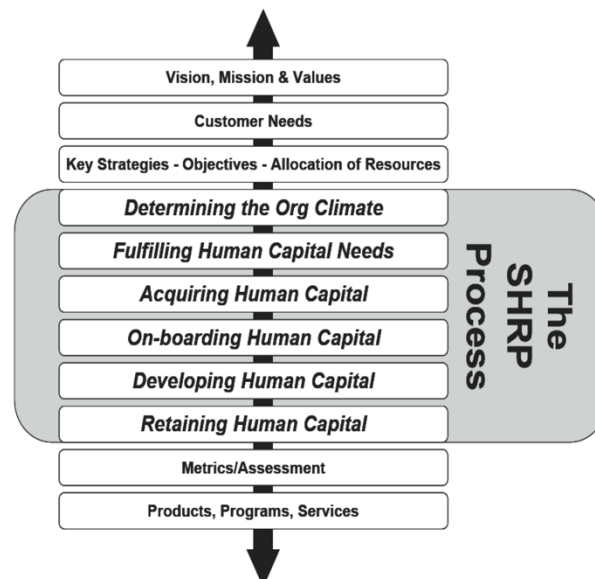 Vision, Mission & Values
Customer Needs
Key Strategies - Objectives - Allocation of Resources
Determining the Org Climate
Fulfilling Human Capital Needs
Acquiring Human Capital
On-boarding Human Capital
Developing Human Capital
Retaining Human Capital
Metrics/Assessment
Products, Programs, Services
The
SHRP
Process